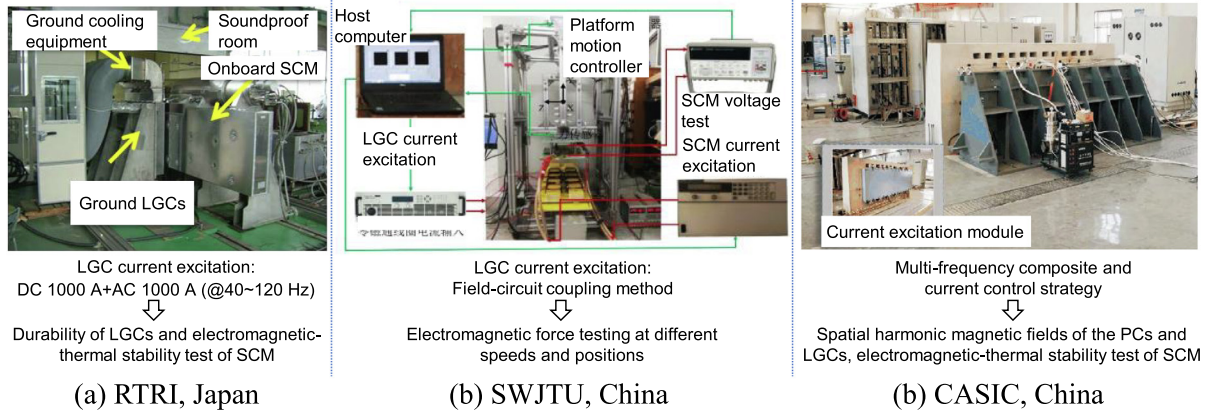 Ground cooling
equipment
Soundproof
room
Onboard SCM
Ground LGCs
LGC current excitation:
DC 1000 A+AC 1000 A (@40~120 Hz)
Durability of LGCs and electromagnetic-
thermal stability test of SCM
(a) RTRI, Japan
Host
computer
Platform
motion
controller
SCM voltage
test
LGC current
excitation
SCM current
excitation
LGC current excitation:
Field-circuit coupling method
Electromagnetic force testing at different
speeds and positions
(b) SWJTU, China
Current excitation module
Multi-frequency composite and
current control strategy
Spatial harmonic magnetic fields of the PCs and
LGCs, electromagnetic-thermal stability test of SCM
(b) CASIC, China